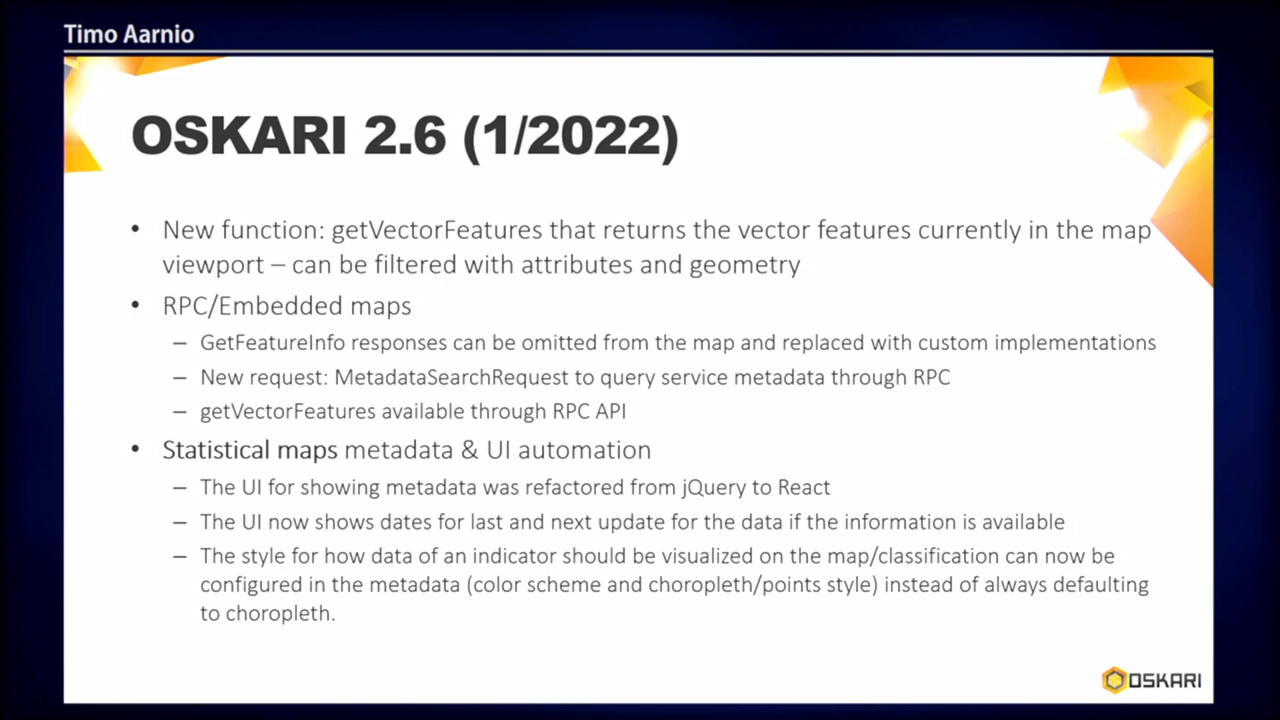 Timo Aarnio
OSKARI 2.6 (1/2022)
• New function: getVectorFeatures that returns the vector features currently in the map
viewport – can be filtered with attributes and geometry
• RPC/Embedded maps
– GetFeatureInfo responses can be omitted from the map and replaced with custom implementations
– New request: MetadataSearchRequest to query service metadata through RPC
– getVectorFeatures available through RPC API
• Statistical maps metadata & UI automation
– The UI for showing metadata was refactored from jQuery to React
– The UI now shows dates for last and next update for the data if the information is available
– The style for how data of an indicator should be visualized on the map/classification can now be
configured in the metadata (color scheme and choropleth/points style) instead of always defaulting
to choropleth.
OSKARI